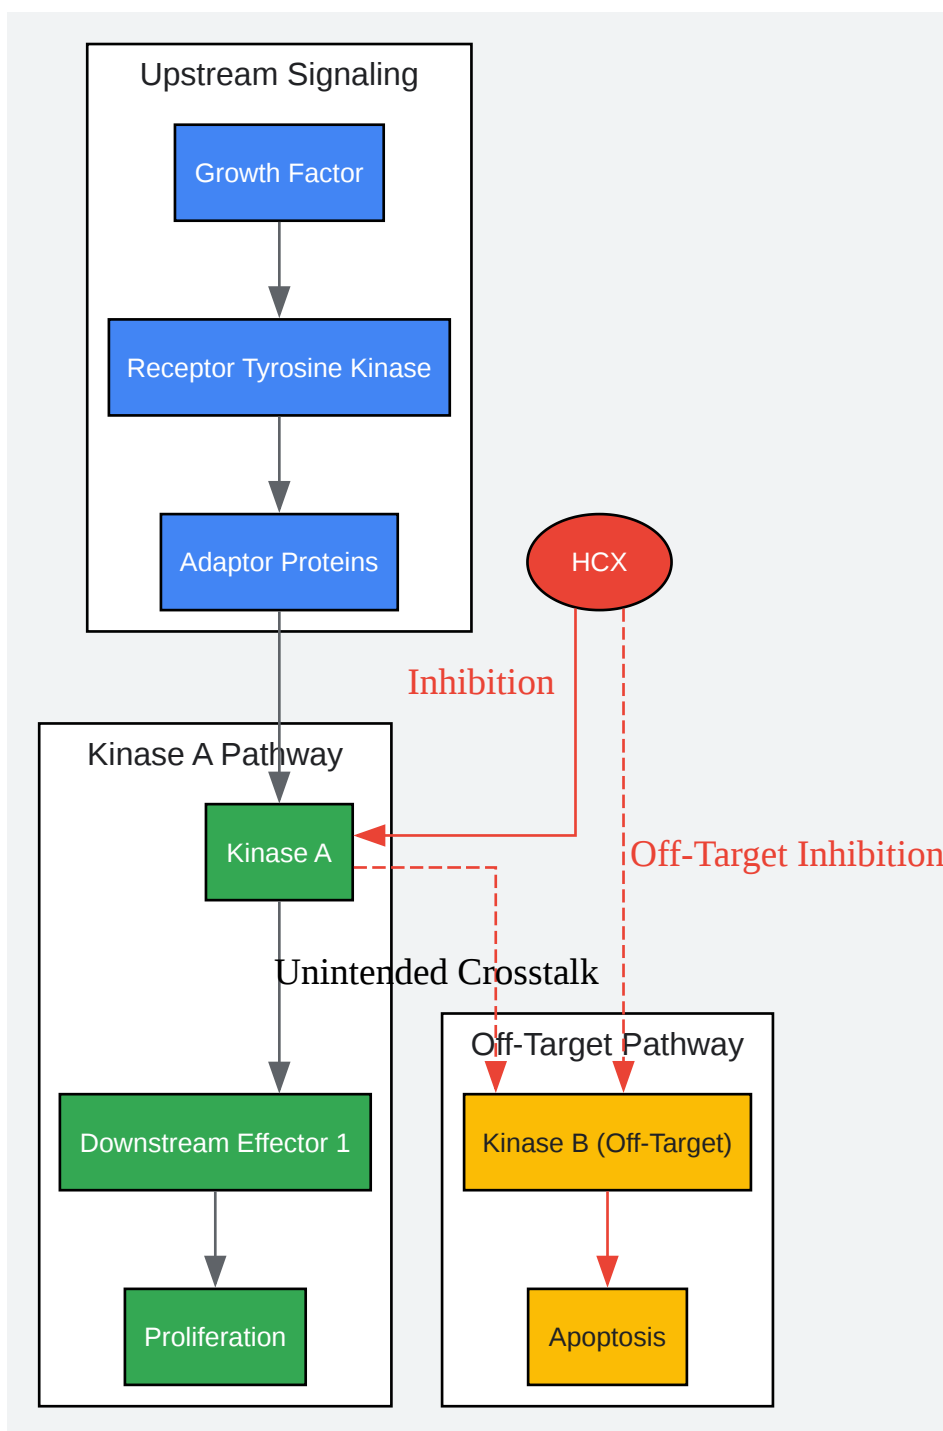 Upstream Signaling
Growth Factor
Receptor Tyrosine Kinase
Adaptor Proteins
HCX
Inhibition
Kinase A Pathway
Kinase A
Off-Target Inhibition
Unintended Crosstalk
Off-Target Pathway
Downstream Effector 1
Kinase B (Off-Target)
Proliferation
Apoptosis